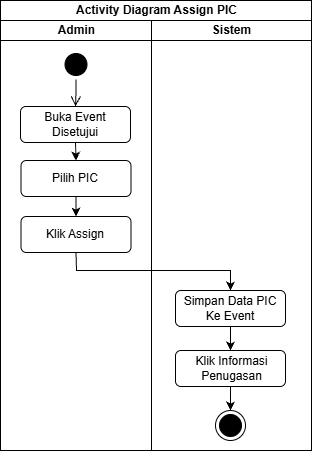 Activity Diagram Assign PIC
Admin
Sistem
Buka Event
Disetujui
Pilih PIC
Klik Assign
Simpan Data PIC
Ke Event
Klik Informasi
Penugasan